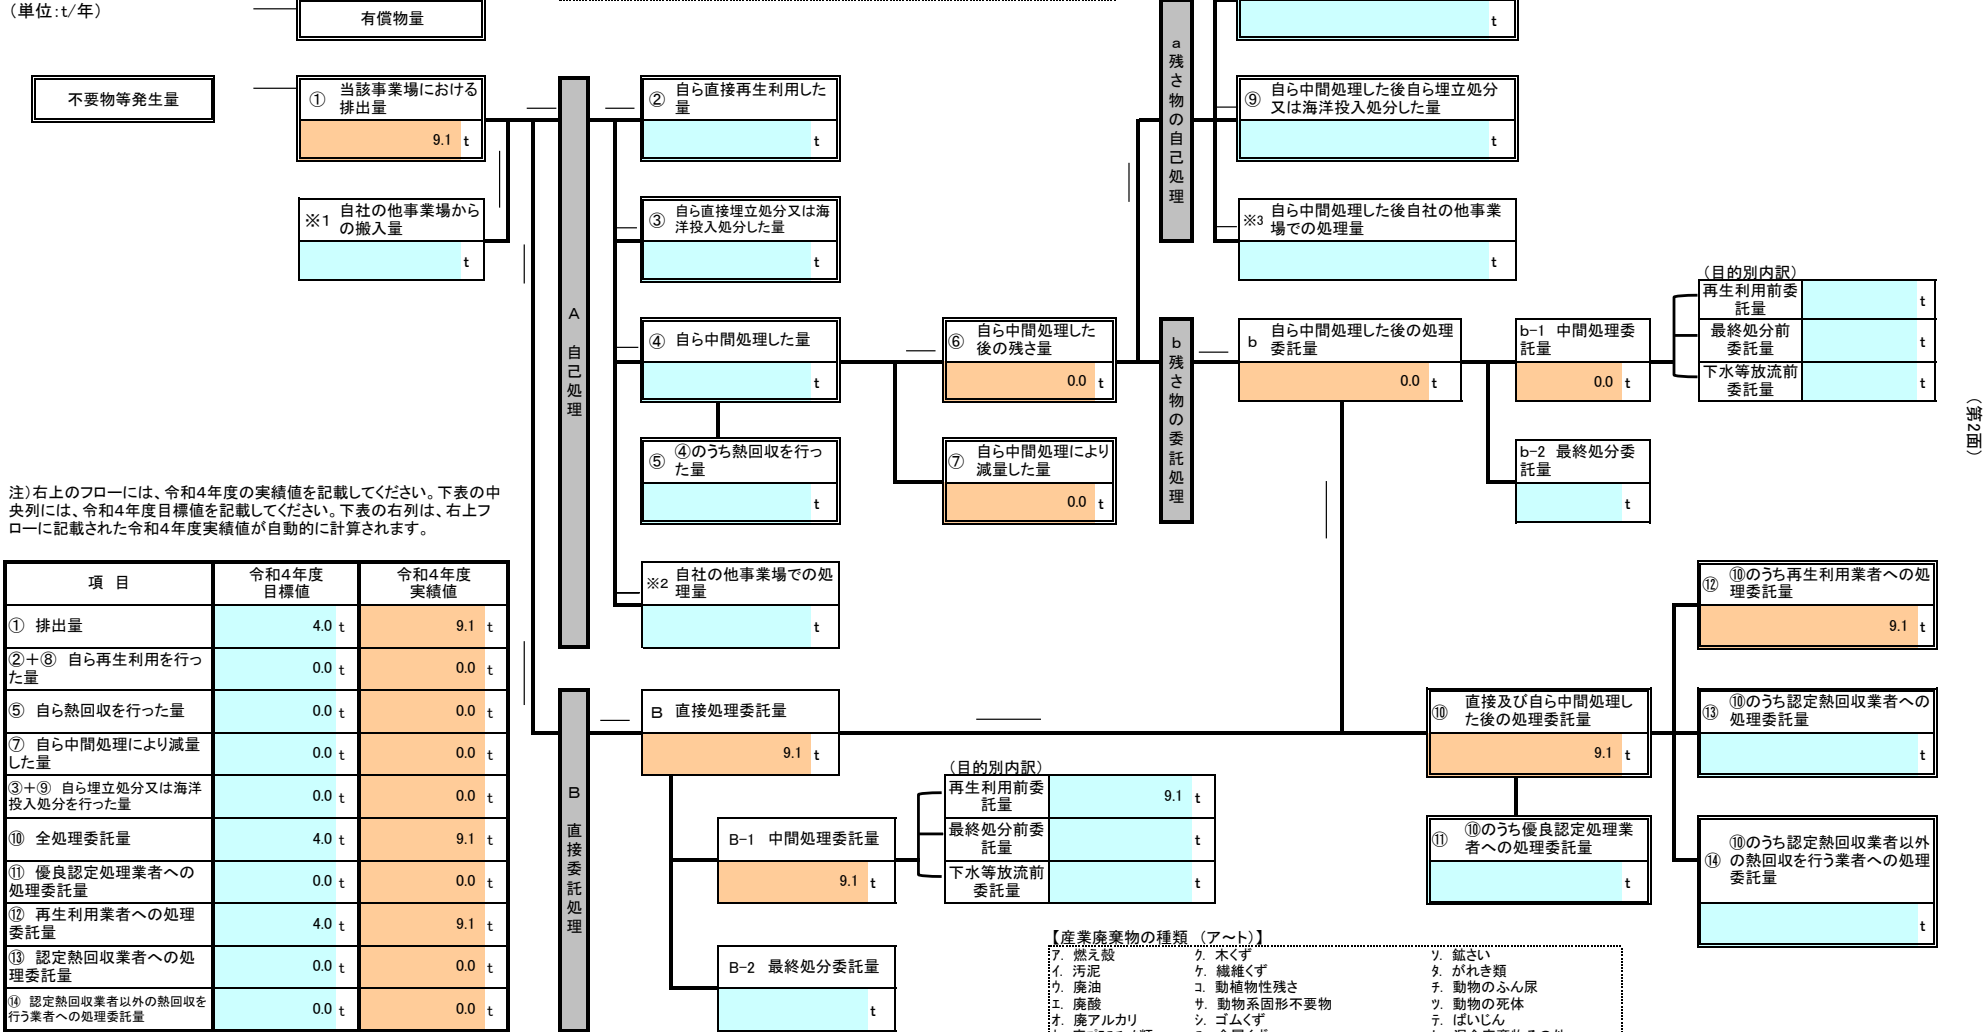 （単位:t/年）
有償物量
t
不要物等発生量
① 当該事業場における
排出量
9.1 t
※1 自社の他事業場から
の搬入量
t
A
自己処理
② 自ら直接再生利用した
量
t
③ 自ら直接埋立処分又は海
洋投入処分した量
t
④ 自ら中間処理した量
t
⑤ ④のうち熱回収を行っ
た量
t
※2 自社の他事業場での処
理量
t
⑥ 自ら中間処理した
後の残さ量
0.0 t
⑦ 自ら中間処理により
減量した量
0.0 t
a
残さ物の自己処理
⑨ 自ら中間処理した後自ら埋立処分
又は海洋投入処分した量
t
※3 自ら中間処理した後自社の他事業
場での処理量
t
b
残さ物の委託処理
b 自ら中間処理した後の処理
委託量
0.0 t
b-1 中間処理委
託量
0.0 t
b-2 最終処分委
託量
t
（目的別内訳）
再生利用前委
託量
t
最終処分前
委託量
t
下水等放流前
委託量
t
（第2面）
注）右上のフローには、令和4年度の実績値を記載してください。下表の中
央列には、令和4年度目標値を記載してください。下表の右列は、右上フ
ローに記載された令和4年度実績値が自動的に計算されます。
項 目 令和4年度
目標値 令和4年度
実績値
① 排出量 4.0 t 9.1 t
②＋⑧ 自ら再生利用を行っ
た量 0.0 t 0.0 t
⑤ 自ら熱回収を行った量 0.0 t 0.0 t
⑦ 自ら中間処理により減量
した量 0.0 t 0.0 t
③＋⑨ 自ら埋立処分又は海洋
投入処分を行った量 0.0 t 0.0 t
⑩ 全処理委託量 4.0 t 9.1 t
⑪ 優良認定処理業者への
処理委託量 0.0 t 0.0 t
⑫ 再生利用業者への処理
委託量 4.0 t 9.1 t
⑬ 認定熱回収業者への処
理委託量 0.0 t 0.0 t
⑭ 認定熱回収業者以外の熱回収を
行う業者への処理委託量 0.0 t 0.0 t
B
直接委託処理
B 直接処理委託量
9.1 t
B-1 中間処理委託量
9.1 t
B-2 最終処分委託量
t
（目的別内訳）
再生利用前委
託量
9.1 t
最終処分前委
託量
t
下水等放流前
委託量
t
⑩ 直接及び自ら中間処理し
た後の処理委託量
9.1 t
⑪ ⑩のうち優良認定処理業
者への処理委託量
t
⑫ ⑩のうち再生利用業者への処
理委託量
9.1 t
⑬ ⑩のうち認定熱回収業者への
処理委託量
t
⑭ ⑩のうち認定熱回収業者以外
の熱回収を行う業者への処理
委託量
t
【産業廃棄物の種類 （ア～ト）】
ア. 燃え殻 ク. 木くず ソ. 鉱さい
イ. 汚泥 ケ. 繊維くず タ. がれき類
ウ. 廃油 コ. 動植物性残さ チ. 動物のふん尿
エ. 廃酸 サ. 動物系固形不要物 ツ. 動物の死体
オ. 廃アルカリ シ. ゴムくず テ. ばいじん